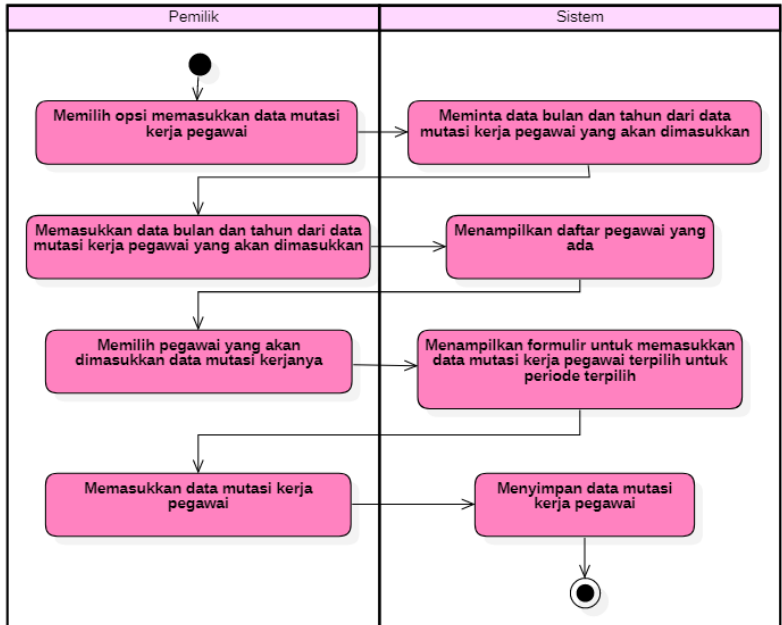 Pemilik
Sistem
Memilih opsi memasukkan data mutasi
kerja pegawai
Meminta data bulan dan tahun dari data
mutasi kerja pegawai yang akan dimasukkan
Memasukkan data bulan dan tahun dari data
mutasi kerja pegawai yang akan dimasukkan
Menampilkan daftar pegawai yang
ada
Memilih pegawai yang akan
dimasukkan data mutasi kerjanya
Menampilkan formulir untuk memasukkan
data mutasi kerja pegawai terpilih untuk
periode terpilih
Memasukkan data mutasi kerja
pegawai
Menyimpan data mutasi
kerja pegawai